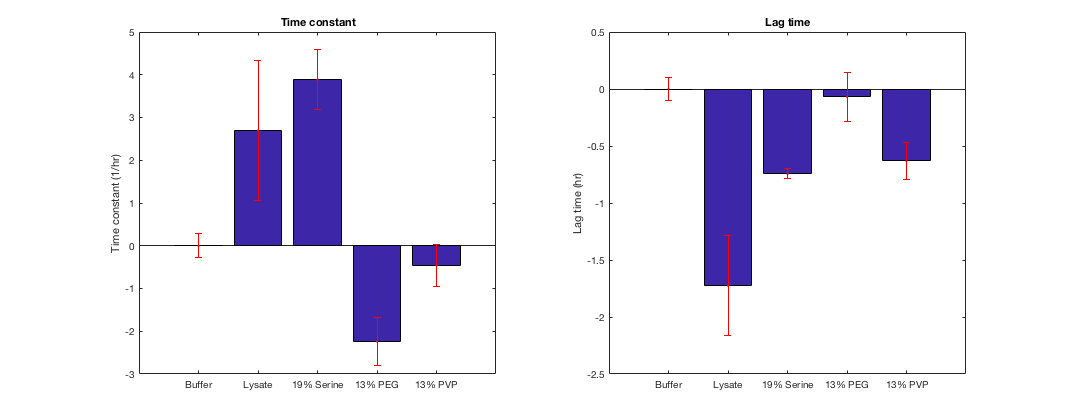 Time constant
5
4
3
2
1
0
-1
-2
-3
Time constant (1/hr)
Buffer
Lysate
19% Serine
13% PEG
13% PVP
Lag time
0.5
0
-0.5
-1
-1.5
-2
-2.5
Lag time (hr)
Buffer
Lysate
19% Serine
13% PEG
13% PVP